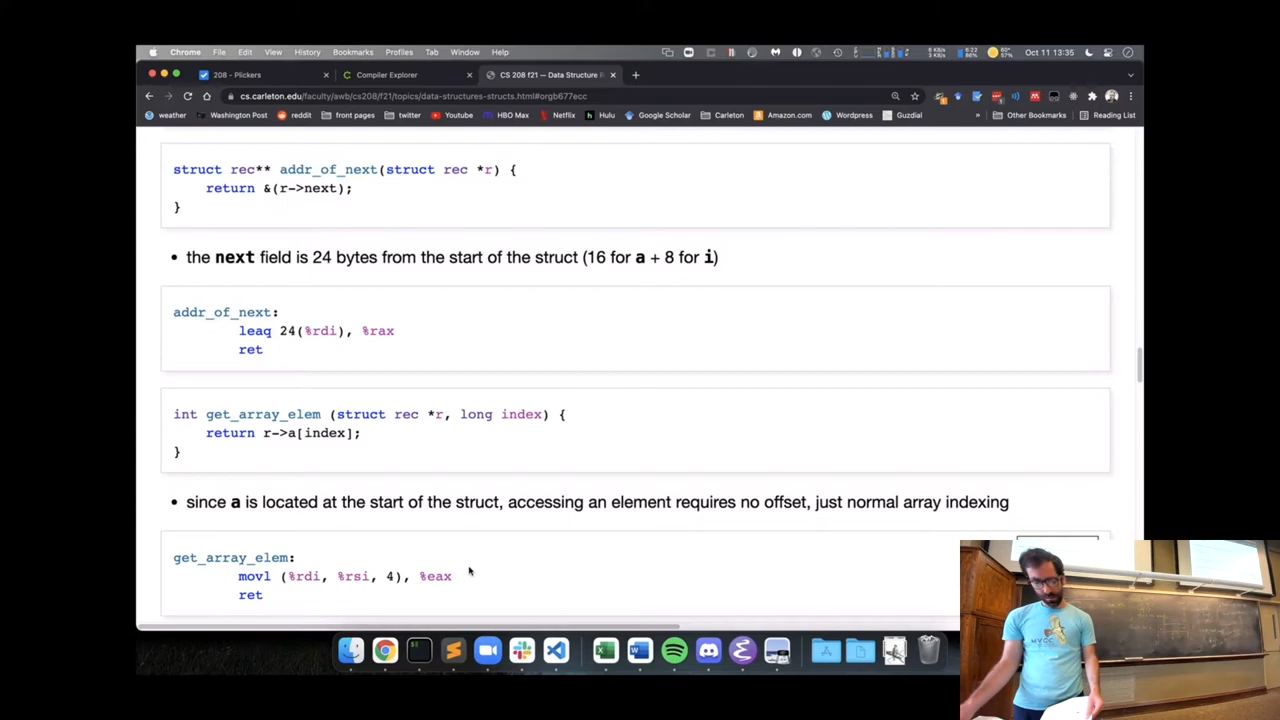 Chrome File Edit View History Bookmarks Profiles Tab Window Help Oct 11 13:35
208 - Plickers Compiler Explorer CS 208 f21 — Data Structure
cs.carleton.edu/faculty/awb/cs208/f21/topics/data-structures-structs.html#orgb677ecc
weather Washington Post reddit front pages twitter Youtube HBO Max Netflix Hulu Google Scholar Carleton Amazon.com Wordpress Guzdial » Other Bookmarks Reading List
struct rec** addr_of_next(struct rec *r) {
return &(r->next);
}
• the next field is 24 bytes from the start of the struct (16 for a + 8 for i)
addr_of_next:
leaq 24(%rdi), %rax
ret
int get_array_elem (struct rec *r, long index) {
return r->a[index];
}
• since a is located at the start of the struct, accessing an element requires no offset, just normal array indexing
get_array_elem:
movl (%rdi, %rsi, 4), %eax
ret